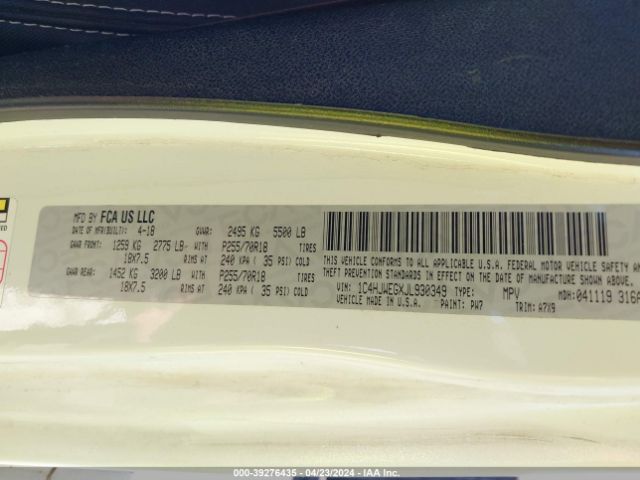 MFD BY FCA US LLC
DATE OF MFR/BUILT: 4-18 GVWR: 2495 KG 5500 LB
GAWR FRONT: 1259 KG 2775 LB WITH P255/70R18 TIRES
18X7.5 RIMS AT 240 KPA ( 35 PSI) COLD
GAWR REAR: 1452 KG 3200 LB WITH P255/70R18 TIRES
18X7.5 RIMS AT 240 KPA ( 35 PSI) COLD
THIS VEHICLE CONFORMS TO ALL APPLICABLE U.S.A. FEDERAL MOTOR VEHICLE SAFETY AN
THEFT PREVENTION STANDARDS IN EFFECT ON THE DATE OF MANUFACTURE SHOWN ABOVE.
VIN: 1C4HJWEGXJL930349 TYPE: MPV MDH: 041119 316A
VEHICLE MADE IN U.S.A. PAINT: PW7 TRIM: A7X9
000-39276435 - 04/23/2024 - IAA Inc.